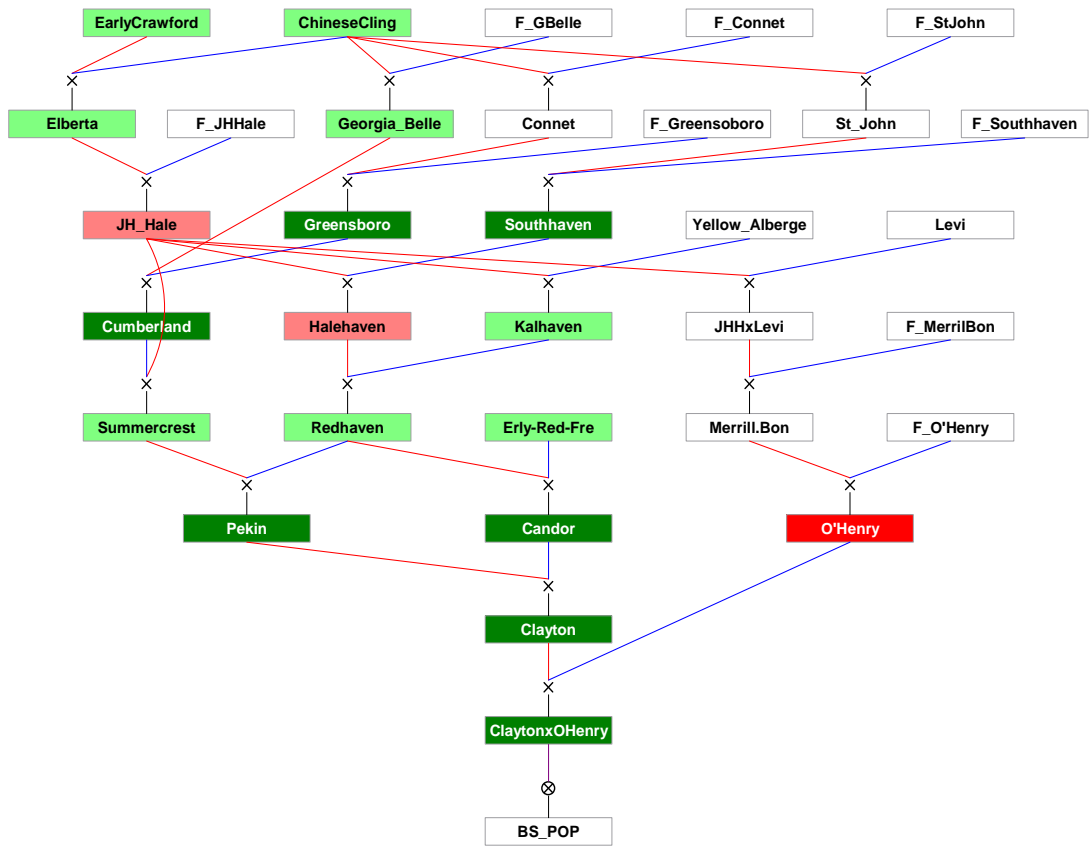 EarlyCrawford
ChineseCling
F_GBelle
F_Connet
F_StJohn
Elberta
F_JHHale
Georgia_Belle
Connet
F_Greensoboro
St_John
F_Southhaven
JH_Hale
Greensboro
Southhaven
Yellow_Alberge
Levi
Cumberland
Halehaven
Kalhaven
JHHxLevi
F_MerrilBon
Summercrest
Redhaven
Erly-Red-Fre
Merrill.Bon
F_O'Henry
Pekin
Candor
O'Henry
Clayton
ClaytonxOHenry
BS_POP